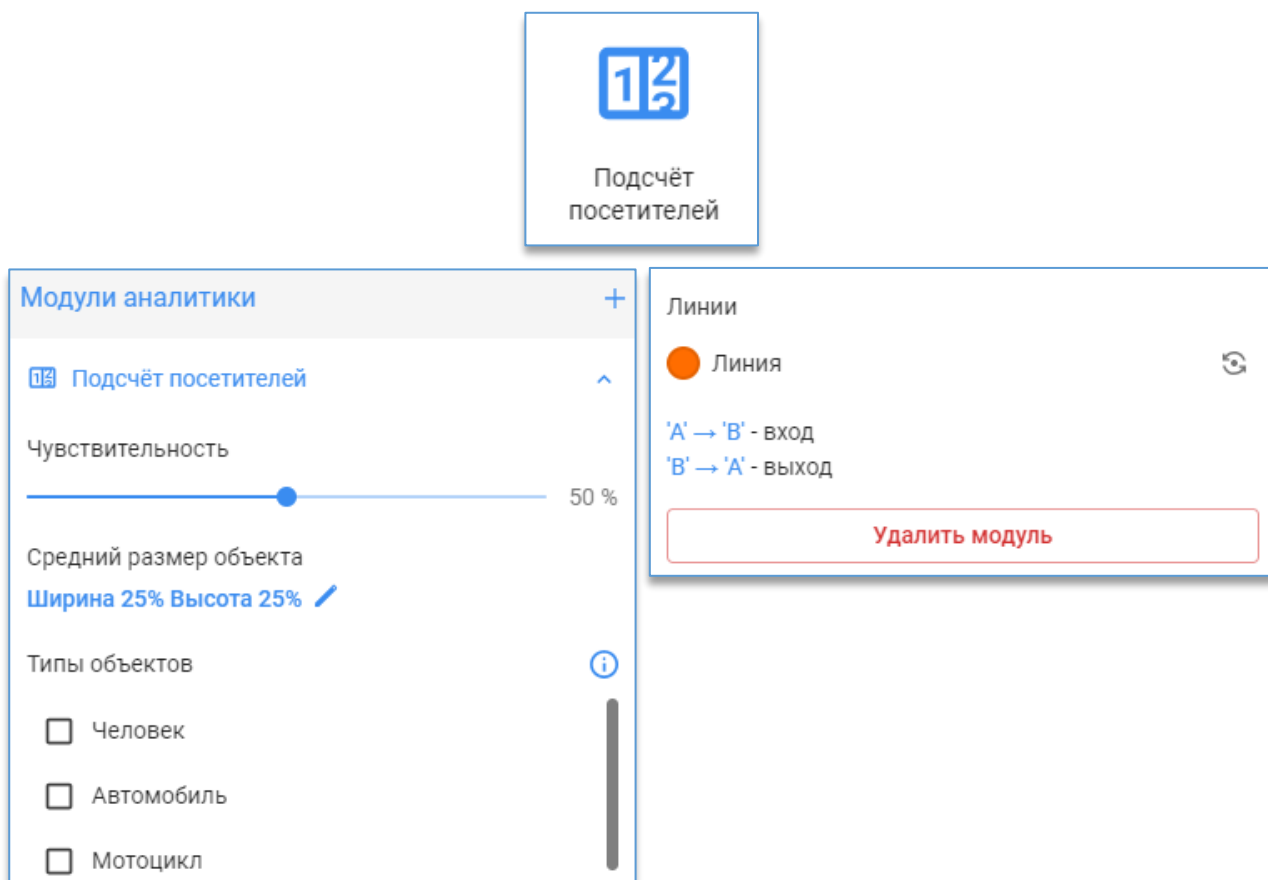 Подсчёт
посетителей
Модули аналитики
Подсчёт посетителей
Чувствительность
50 %
Средний размер объекта
Ширина 25% Высота 25%
Типы объектов
Человек
Автомобиль
Мотоцикл
Линии
Линия
'A' → 'B' - вход
'B' → 'A' - выход
Удалить модуль